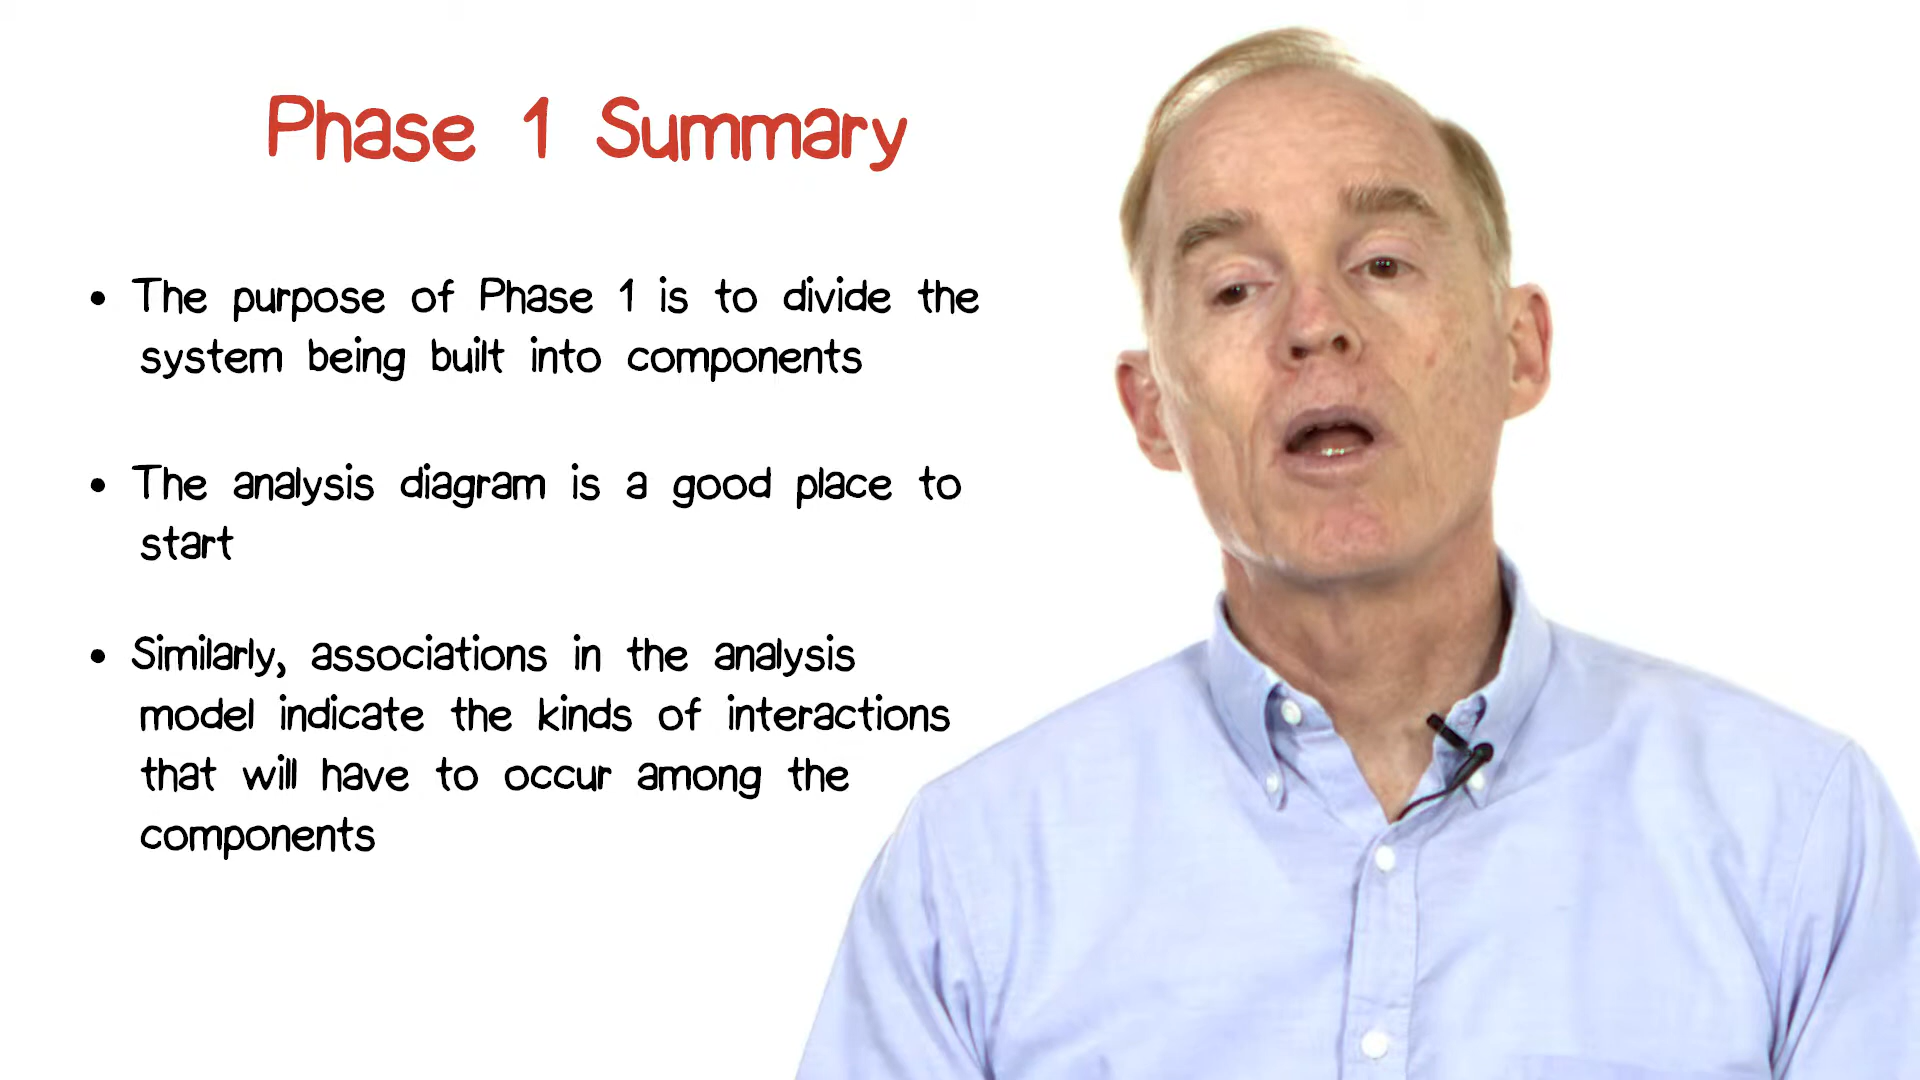 Phase 1 Summary
• The purpose of Phase 1 is to divide the
system being built into components
• The analysis diagram is a good place to
start
• Similarly, associations in the analysis
model indicate the kinds of interactions
that will have to occur among the
components